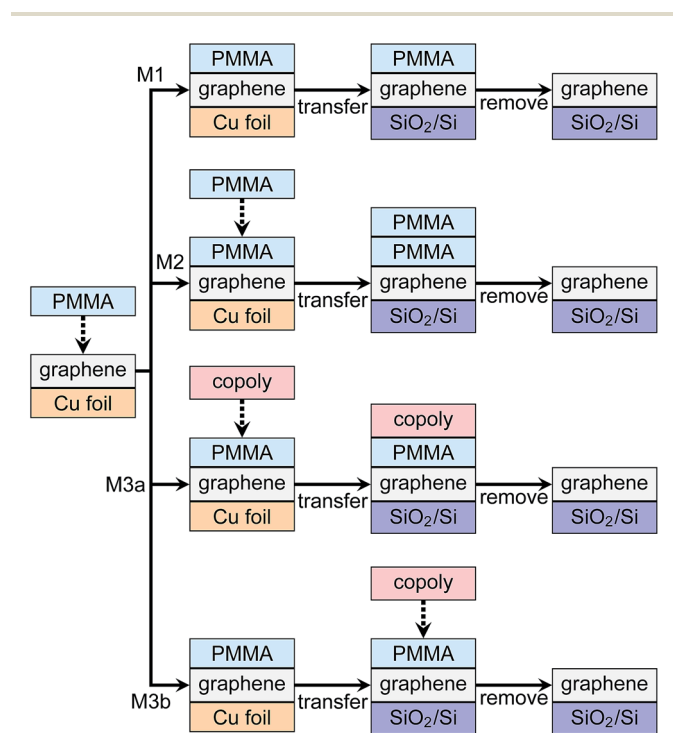 M1
PMMA
graphene
Cu foil
transfer
PMMA
graphene
SiO₂/Si
remove
graphene
SiO₂/Si
PMMA
graphene
Cu foil
M2
PMMA
PMMA
graphene
Cu foil
transfer
PMMA
PMMA
graphene
SiO₂/Si
remove
graphene
SiO₂/Si
M3a
copoly
PMMA
graphene
Cu foil
transfer
copoly
PMMA
graphene
SiO₂/Si
remove
graphene
SiO₂/Si
M3b
PMMA
graphene
Cu foil
transfer
copoly
PMMA
graphene
SiO₂/Si
remove
graphene
SiO₂/Si